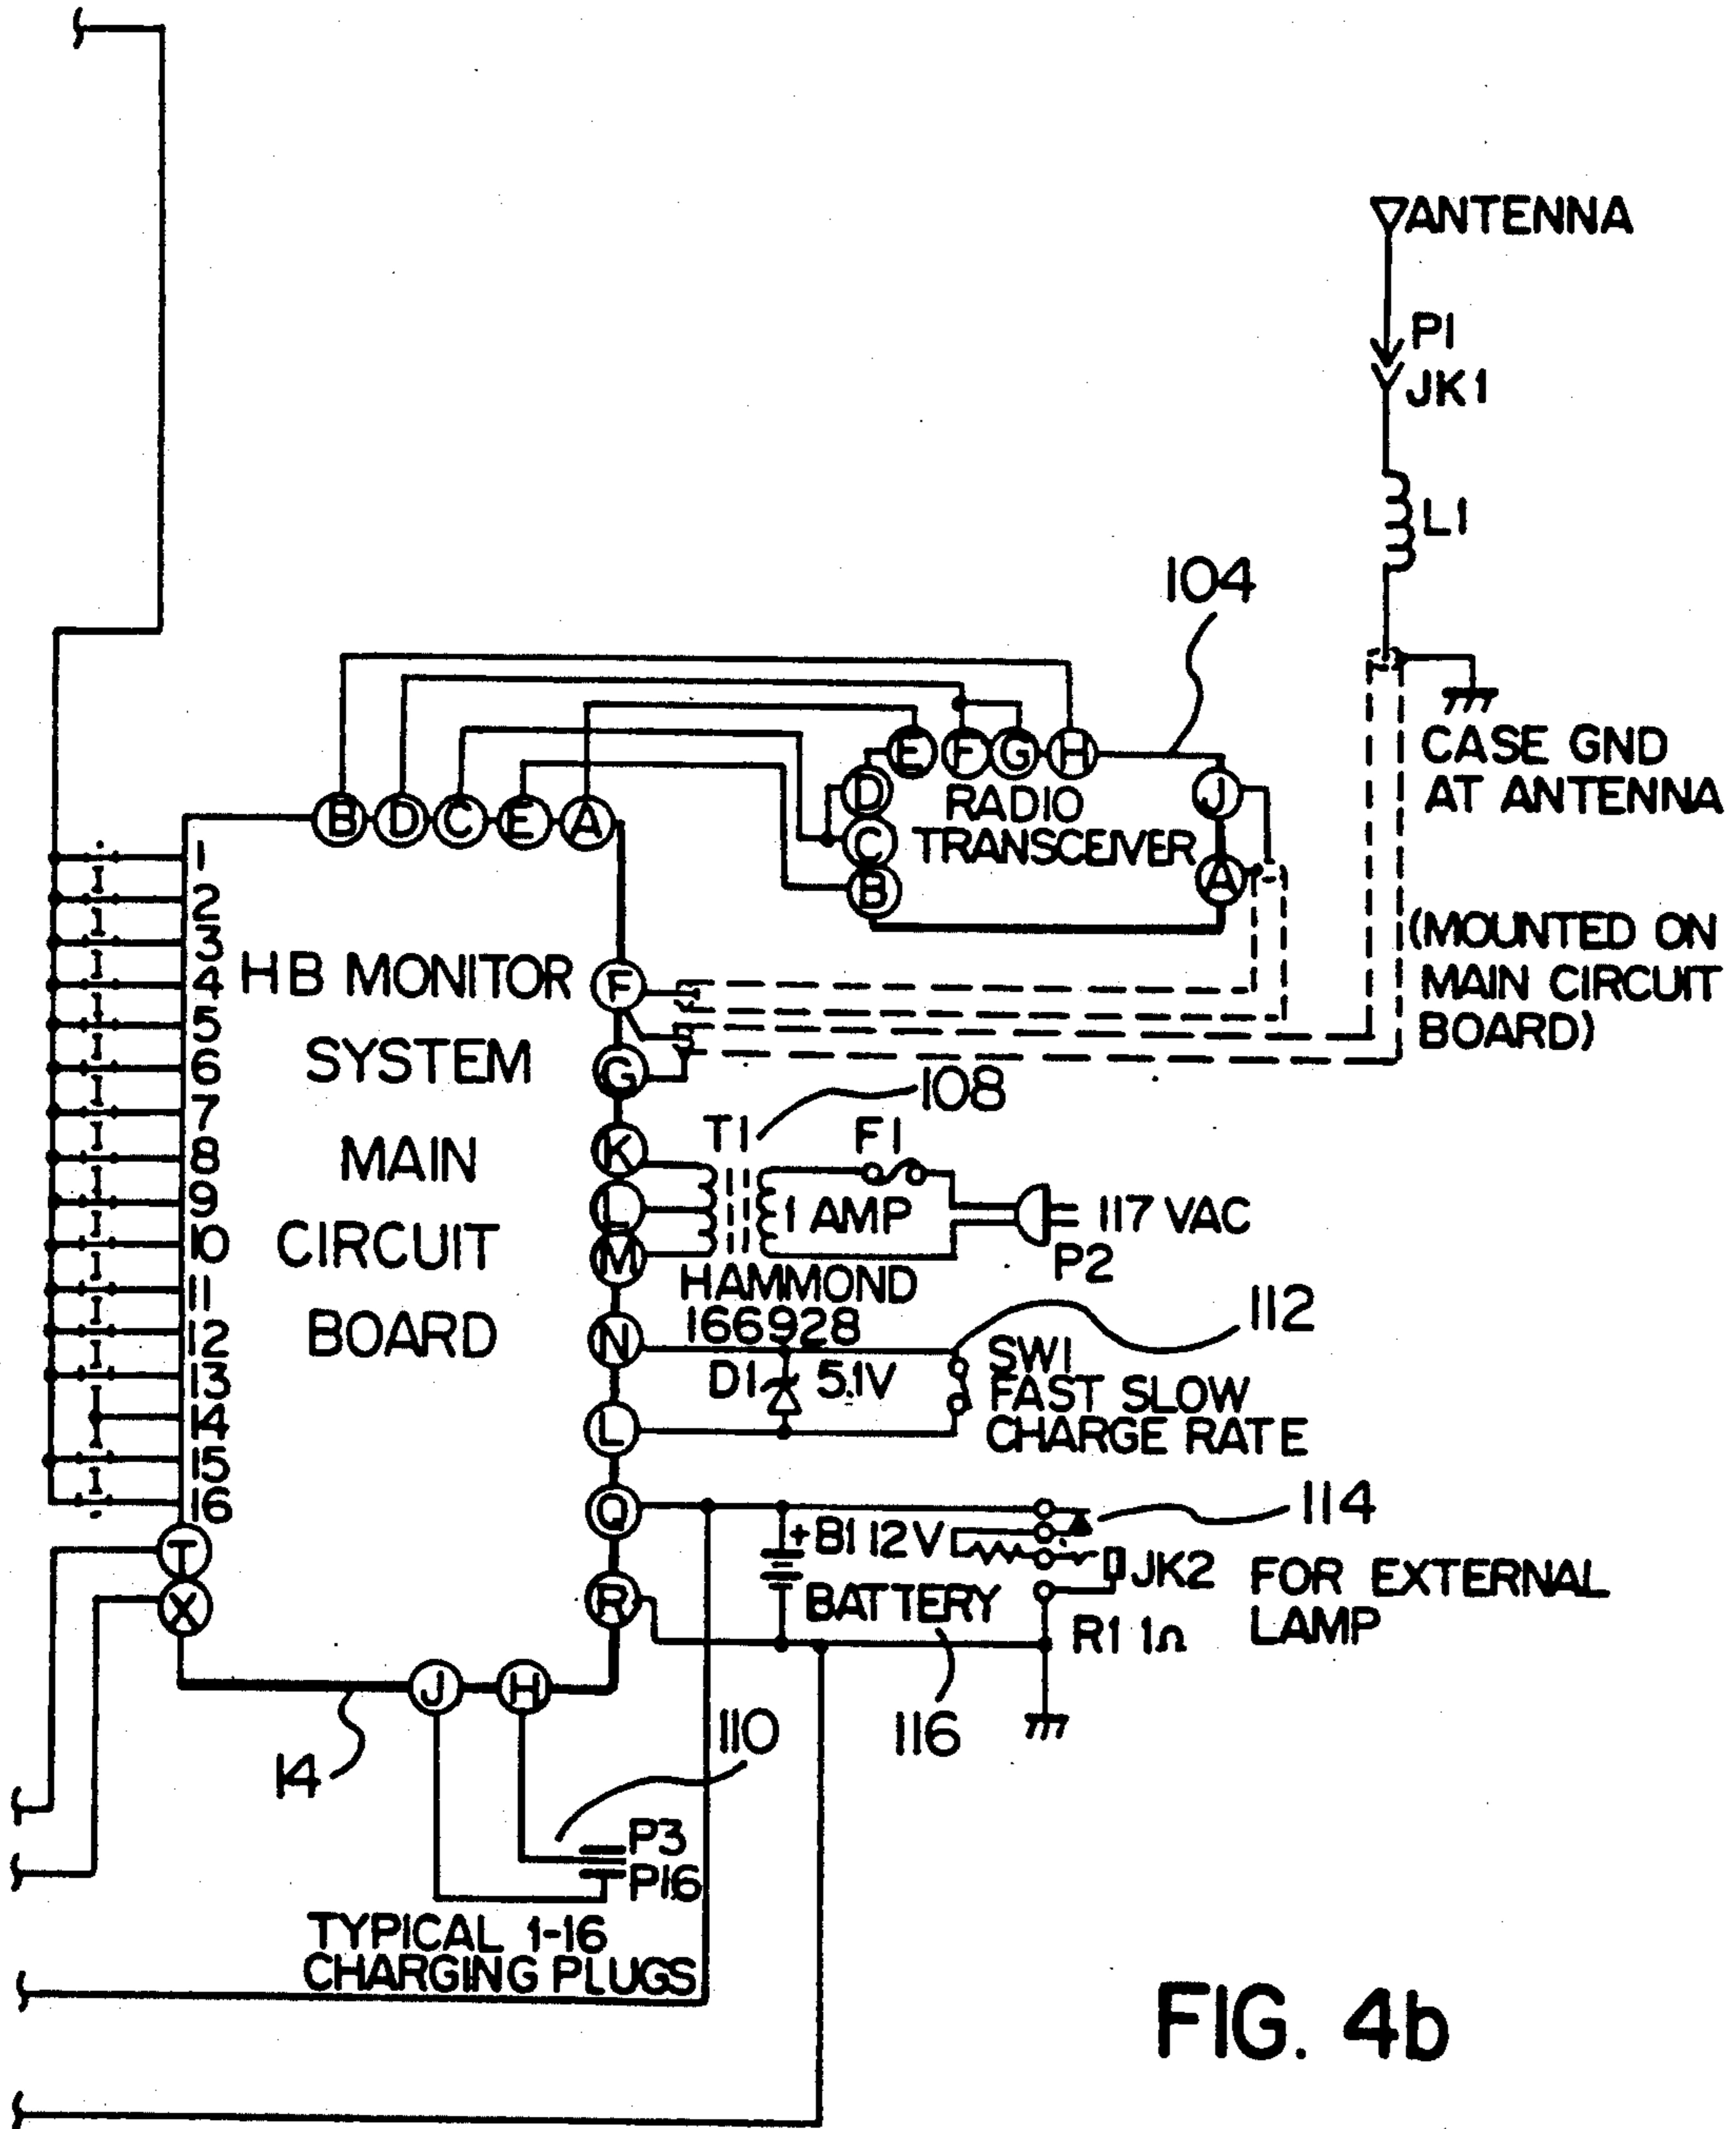 ANTENNA
P1
JK1
L1
104
CASE GND
AT ANTENNA
(MOUNTED ON
MAIN CIRCUIT
BOARD)
E F G H
D
C
B
J
A
RADIO
TRANSCEIVER
B D C E A
1
2
3
4
5
6
7
8
9
10
11
12
13
14
15
16
HB MONITOR
SYSTEM
MAIN
CIRCUIT
BOARD
F
G
K
L
M
N
L
Q
R
T
X
J H
108
T1
F1
1 AMP
117 VAC
P2
HAMMOND
166928
112
D1 5.1V
SW1
FAST SLOW
CHARGE RATE
114
+B1 12V
BATTERY
JK2
R1 1Ω
FOR EXTERNAL
LAMP
116
110
14
P3
P16
TYPICAL 1-16
CHARGING PLUGS
FIG. 4b